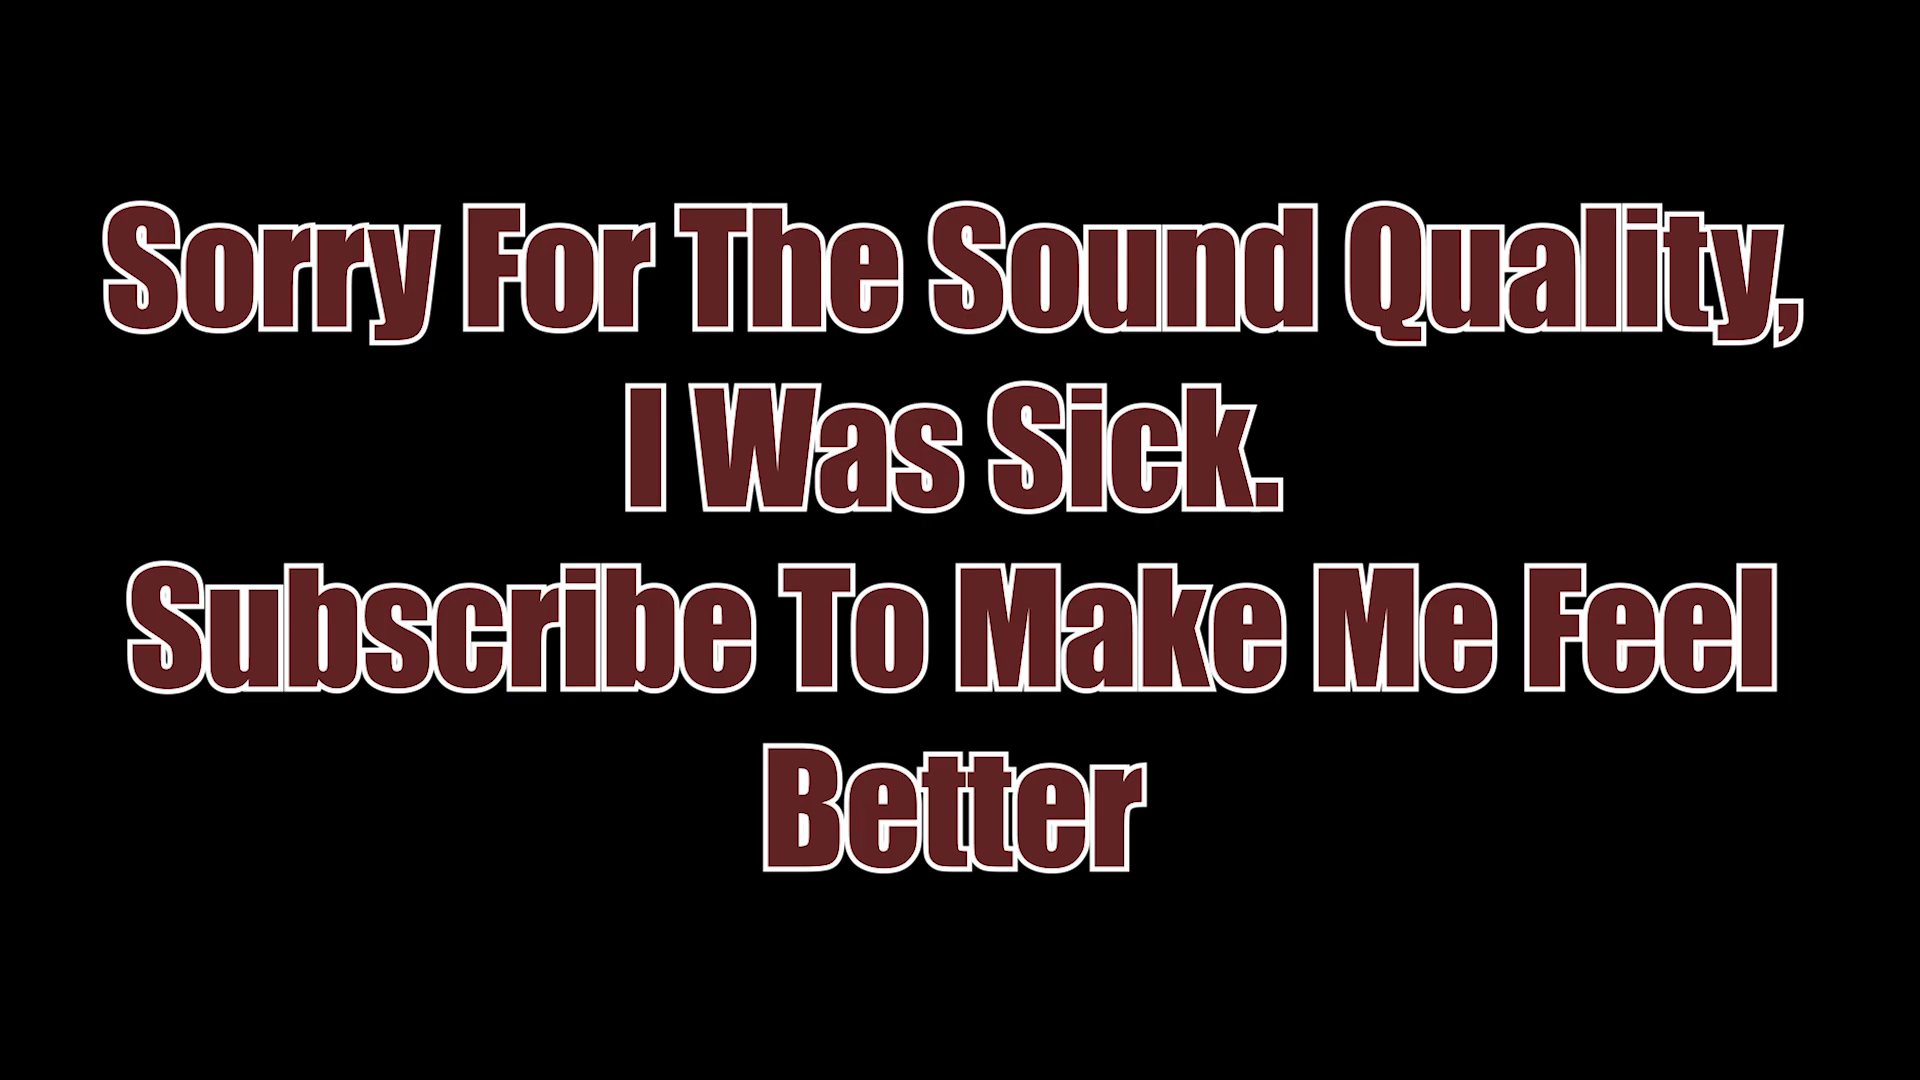 Sorry For The Sound Quality,
I Was Sick.
Subscribe To Make Me Feel
Better